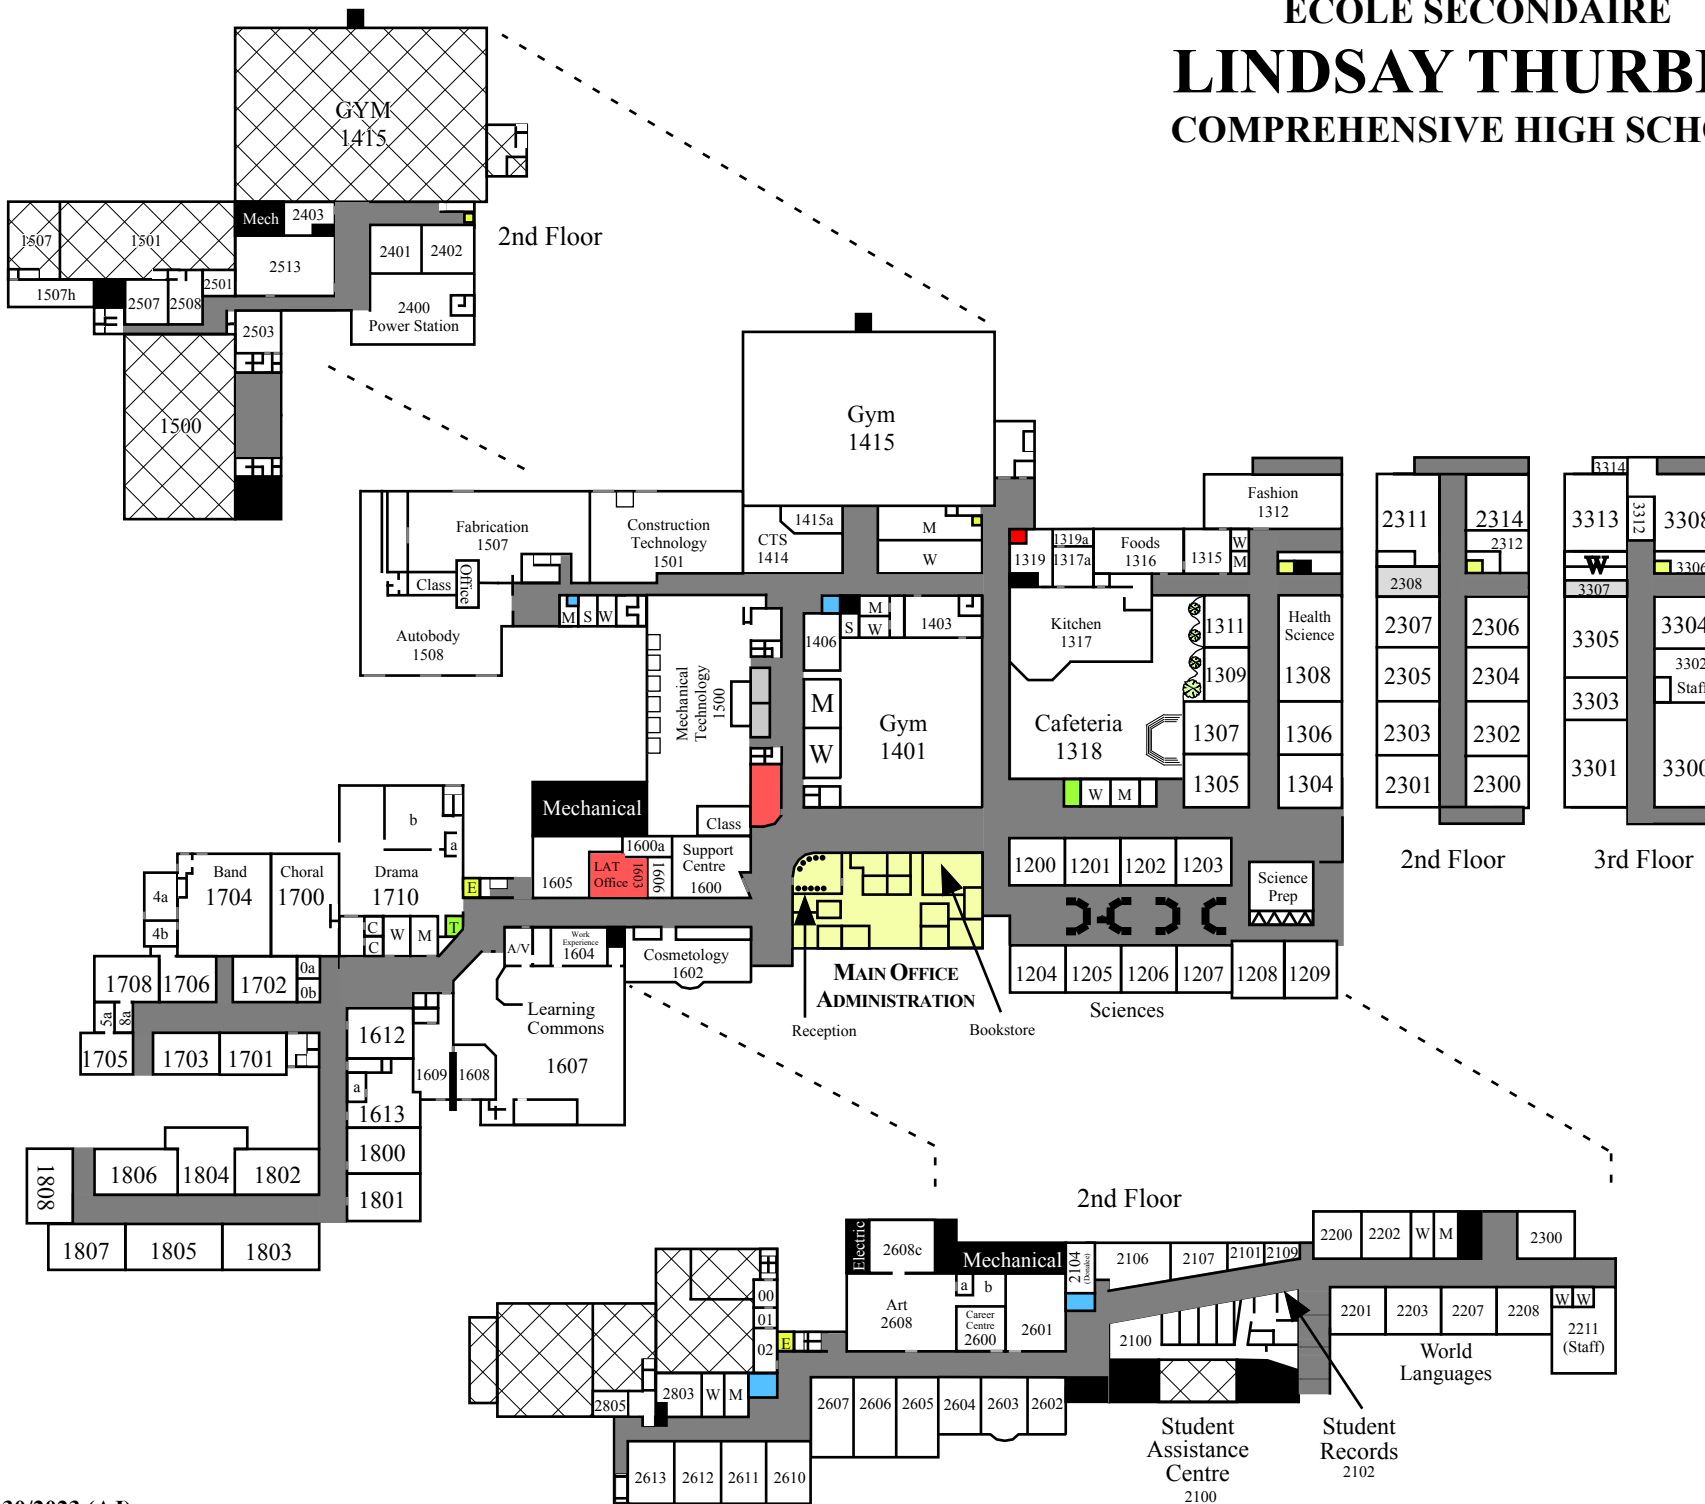 ECOLE SECONDAIRE
LINDSAY THURB
COMPREHENSIVE HIGH SCHO
GYM
1415
Mech
2403
2nd Floor
1507
1501
2401
2402
2513
2501
1507h
2507
2508
2400
Power Station
2503
1500
Gym
1415
Fashion
1312
3314
Fabrication
1507
Construction
Technology
1501
1415a
CTS
1414
M
W
1319
1319a
1317a
Foods
1316
1315
W
M
2311
2314
2312
3313
3312
3308
Class
Office
2308
W
3306
3307
M
S
W
Autobody
1508
1406
S
M
W
1403
Kitchen
1317
1311
Health
Science
1308
2307
2306
3305
3304
Mechanical
Technology
1500
1309
2305
2304
3302
Staff
M
W
Gym
1401
Cafeteria
1318
1307
1306
2303
2302
3303
1305
1304
2301
2300
3301
3300
W
M
Mechanical
Class
b
a
1600a
Support
Centre
1600
1605
LAT
Office
1603
1606
1200
1201
1202
1203
2nd Floor
3rd Floor
Band
1704
Choral
1700
Drama
1710
E
Science
Prep
4a
4b
C
C
W
M
T
A/V
Work
Experience
1604
Cosmetology
1602
MAIN OFFICE
ADMINISTRATION
1204
1205
1206
1207
1208
1209
Sciences
Reception
Bookstore
1708
1706
1702
0a
0b
Learning
Commons
1607
5a
8a
1705
1703
1701
1612
1609
1608
a
1613
1800
1801
1808
1806
1804
1802
1807
1805
1803
2nd Floor
Electric
2608c
Mechanical
2104
(Donalee)
2106
2107
2101
2109
2200
2202
W
M
2300
00
01
02
E
Art
2608
a
b
Career
Centre
2600
2601
2100
2201
2203
2207
2208
W
W
2211
(Staff)
World
Languages
2803
W
M
2805
2607
2606
2605
2604
2603
2602
Student
Assistance
Centre
2100
Student
Records
2102
2613
2612
2611
2610